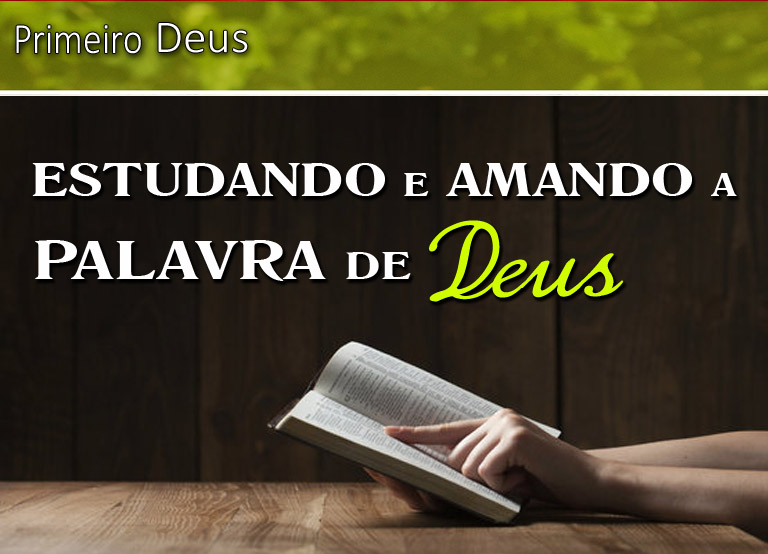 Primeiro Deus
ESTUDANDO E AMANDO A
PALAVRA DE Deus